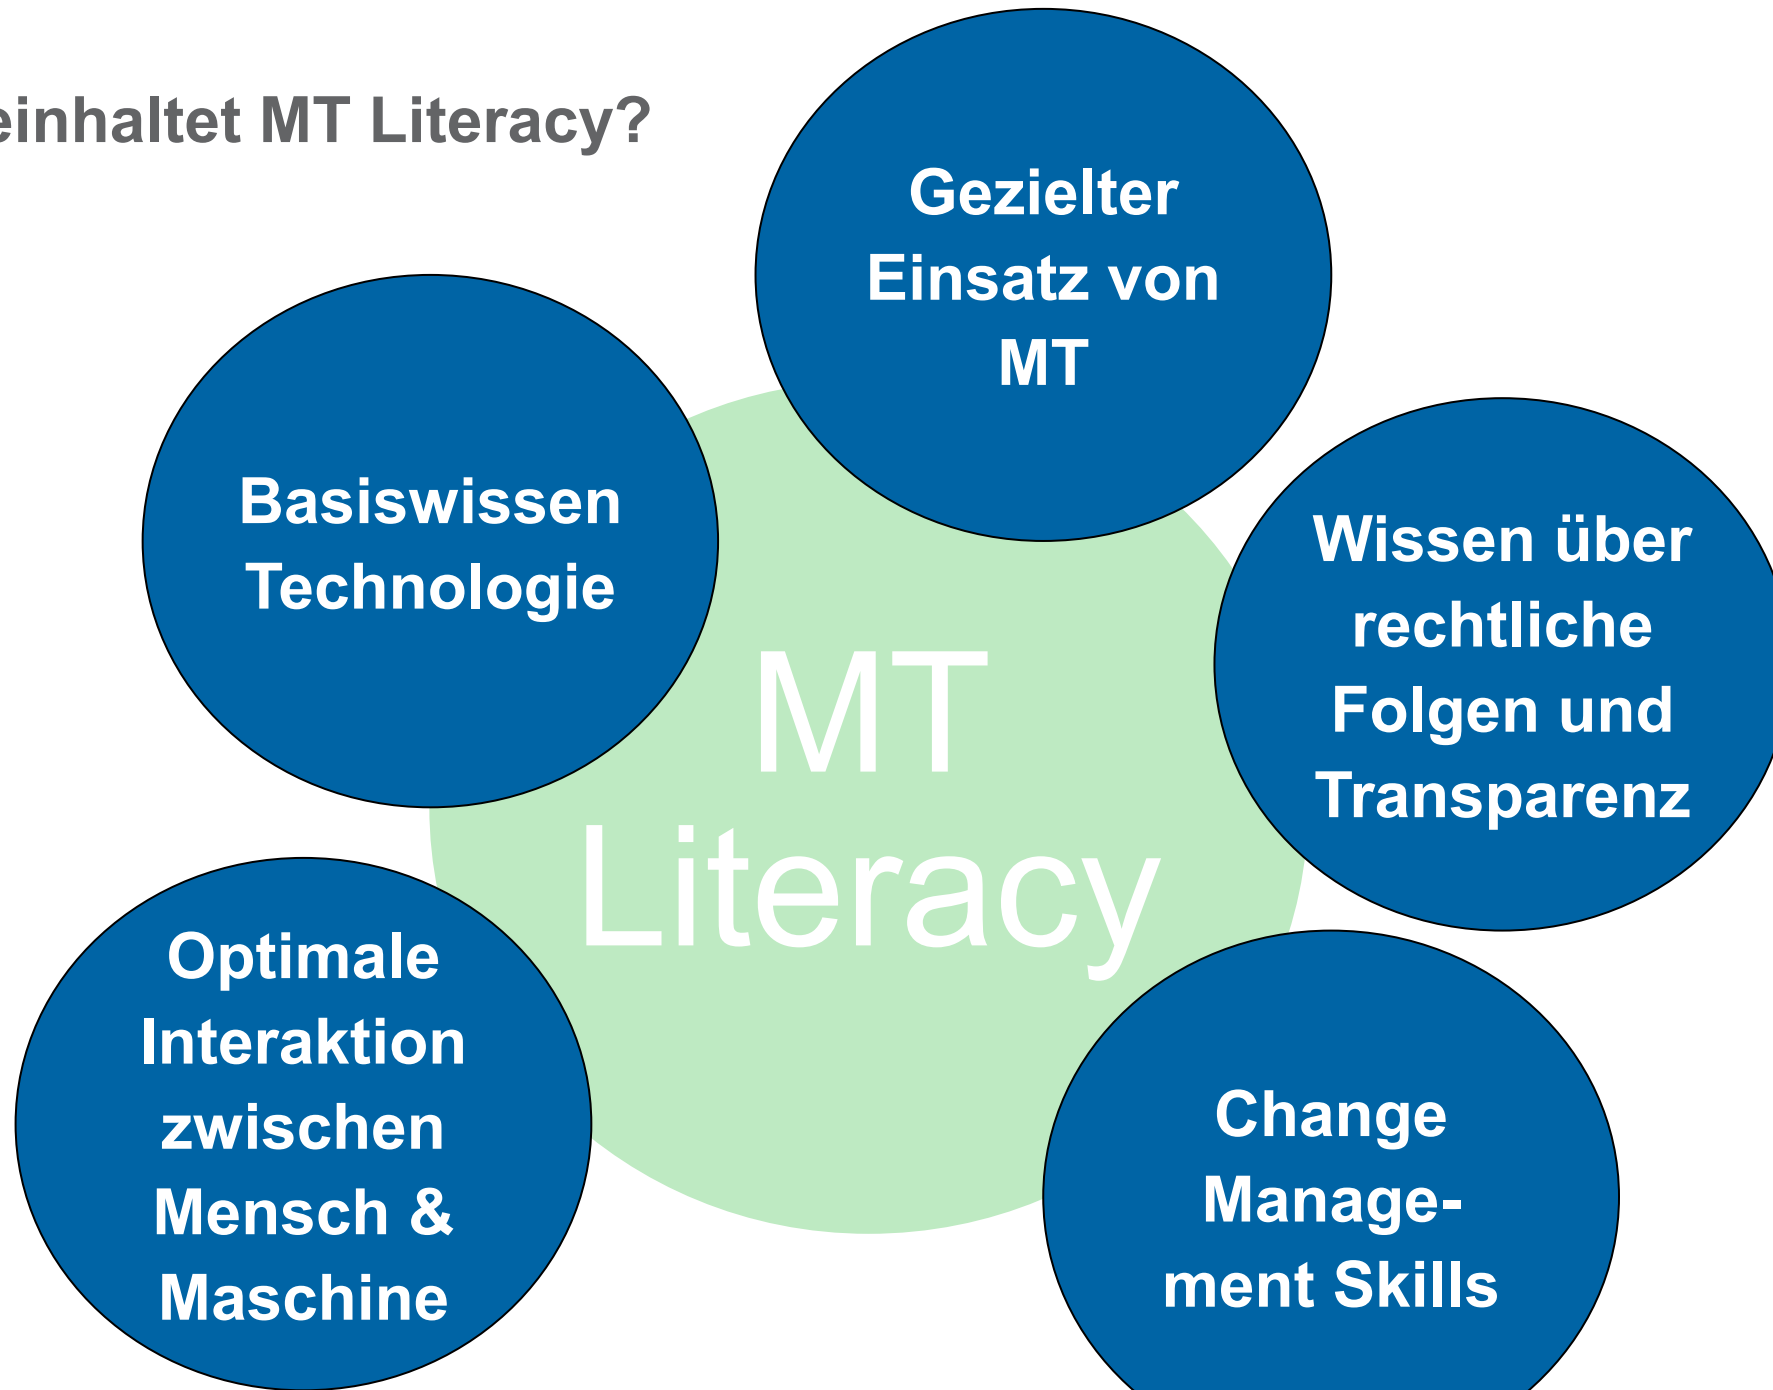 einhaltet MT Literacy?
Gezielter
Einsatz von
MT
Basiswissen
Technologie
Wissen über
rechtliche
Folgen und
Transparenz
MT
Literacy
Optimale
Interaktion
zwischen
Mensch &
Maschine
Change
Manage-
ment Skills